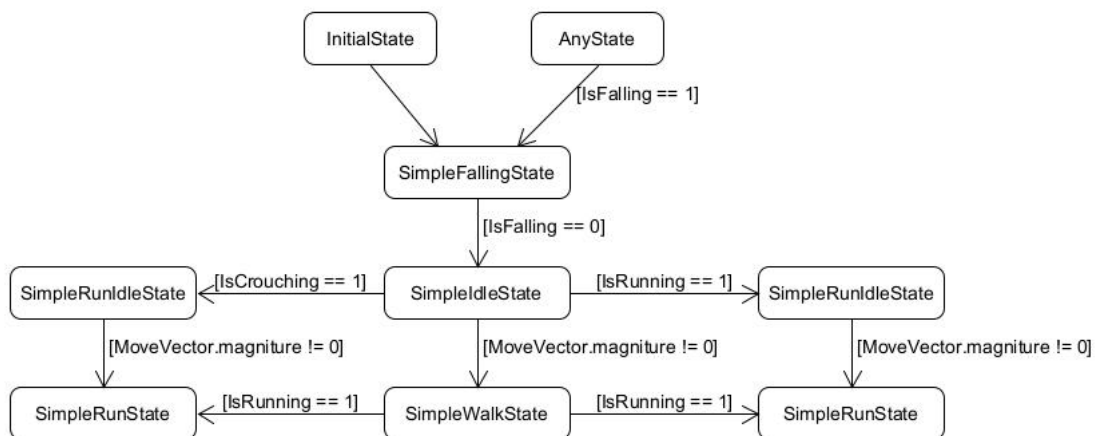 InitialState
AnyState
[IsFalling == 1]
SimpleFallingState
[IsFalling == 0]
SimpleRunIdleState
[IsCrouching == 1]
SimpleIdleState
[IsRunning == 1]
SimpleRunIdleState
[MoveVector.magniture != 0]
[MoveVector.magniture != 0]
[MoveVector.magniture != 0]
SimpleRunState
[IsRunning == 1]
SimpleWalkState
[IsRunning == 1]
SimpleRunState